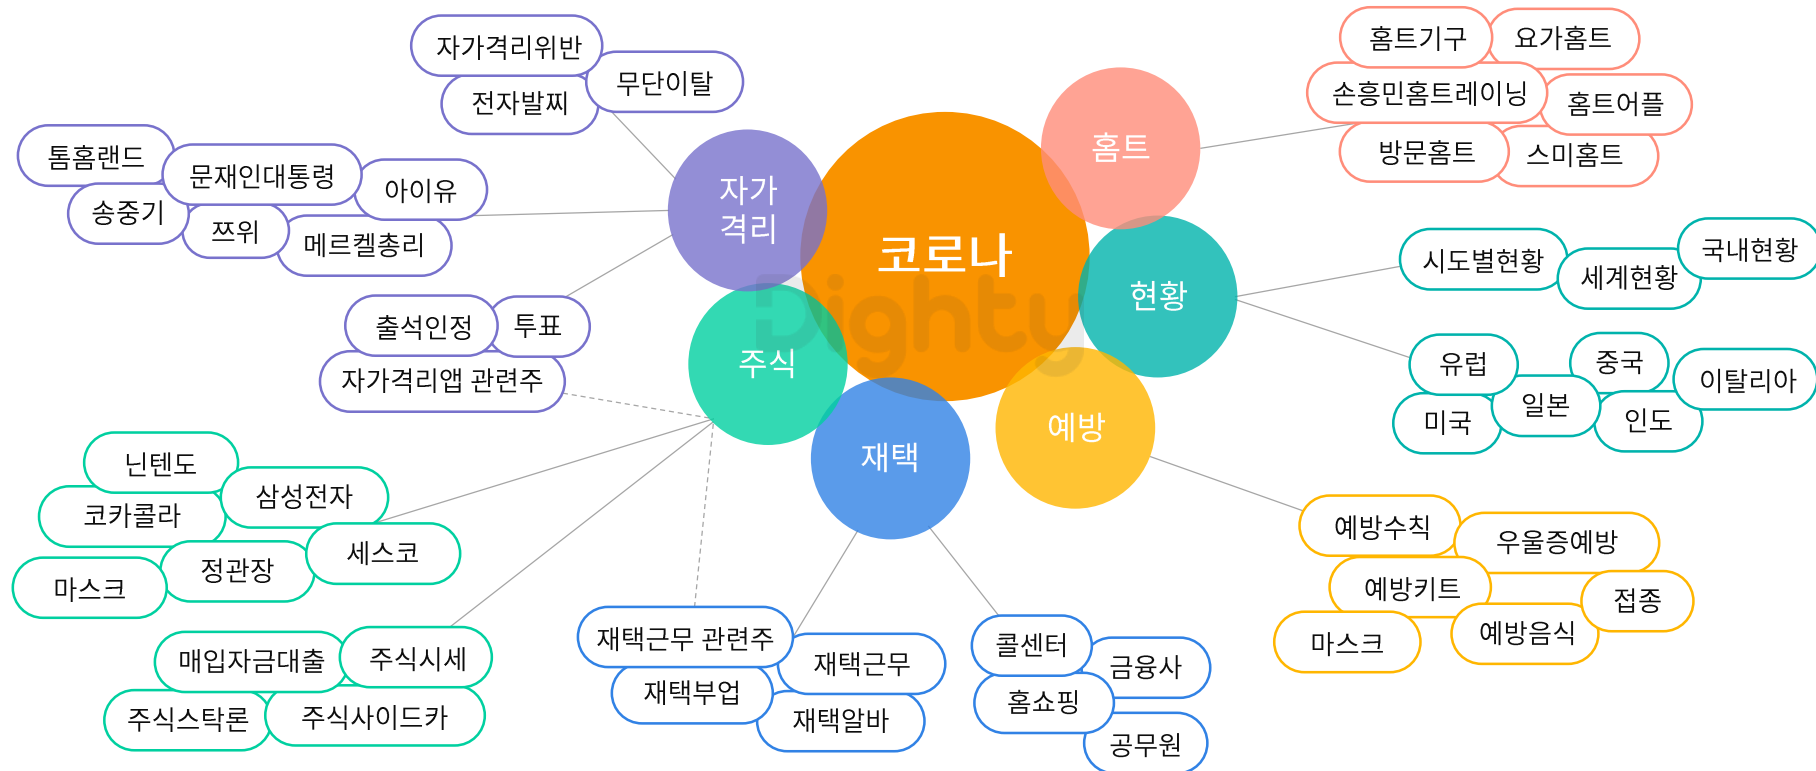 코로나
자가
격리
홈트
현황
예방
재택
주식
자가격리위반
무단이탈
전자발찌
톰홀랜드
문재인대통령
아이유
송중기
쯔위
메르켈총리
출석인정
투표
자가격리앱 관련주
닌텐도
삼성전자
코카콜라
세스코
정관장
마스크
매입자금대출
주식시세
주식스탁론
주식사이드카
재택근무 관련주
재택근무
재택부업
재택알바
콜센터
금융사
홈쇼핑
공무원
예방수칙
우울증예방
예방키트
접종
마스크
예방음식
시도별현황
세계현황
국내현황
유럽
중국
이탈리아
미국
일본
인도
홈트기구
요가홈트
손흥민홈트레이닝
홈트어플
방문홈트
스미홈트
Dighty